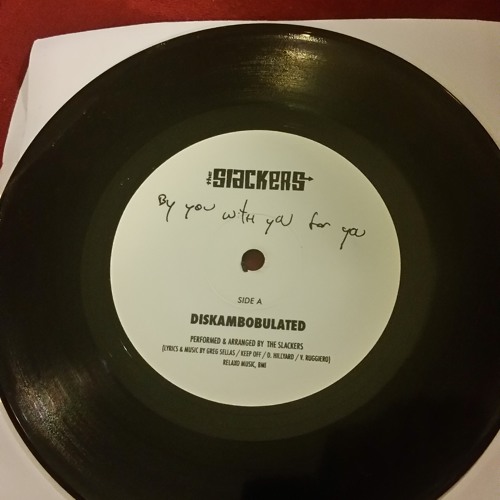 the SLACKERS
By you with you for you
SIDE A
DISKAMBOBULATED
PERFORMED & ARRANGED BY THE SLACKERS
(LYRICS & MUSIC BY GREG SELLAS / KEEP OFF / D. HILLYARD / V. RUGGIERO)
RELAXO MUSIC, BMI